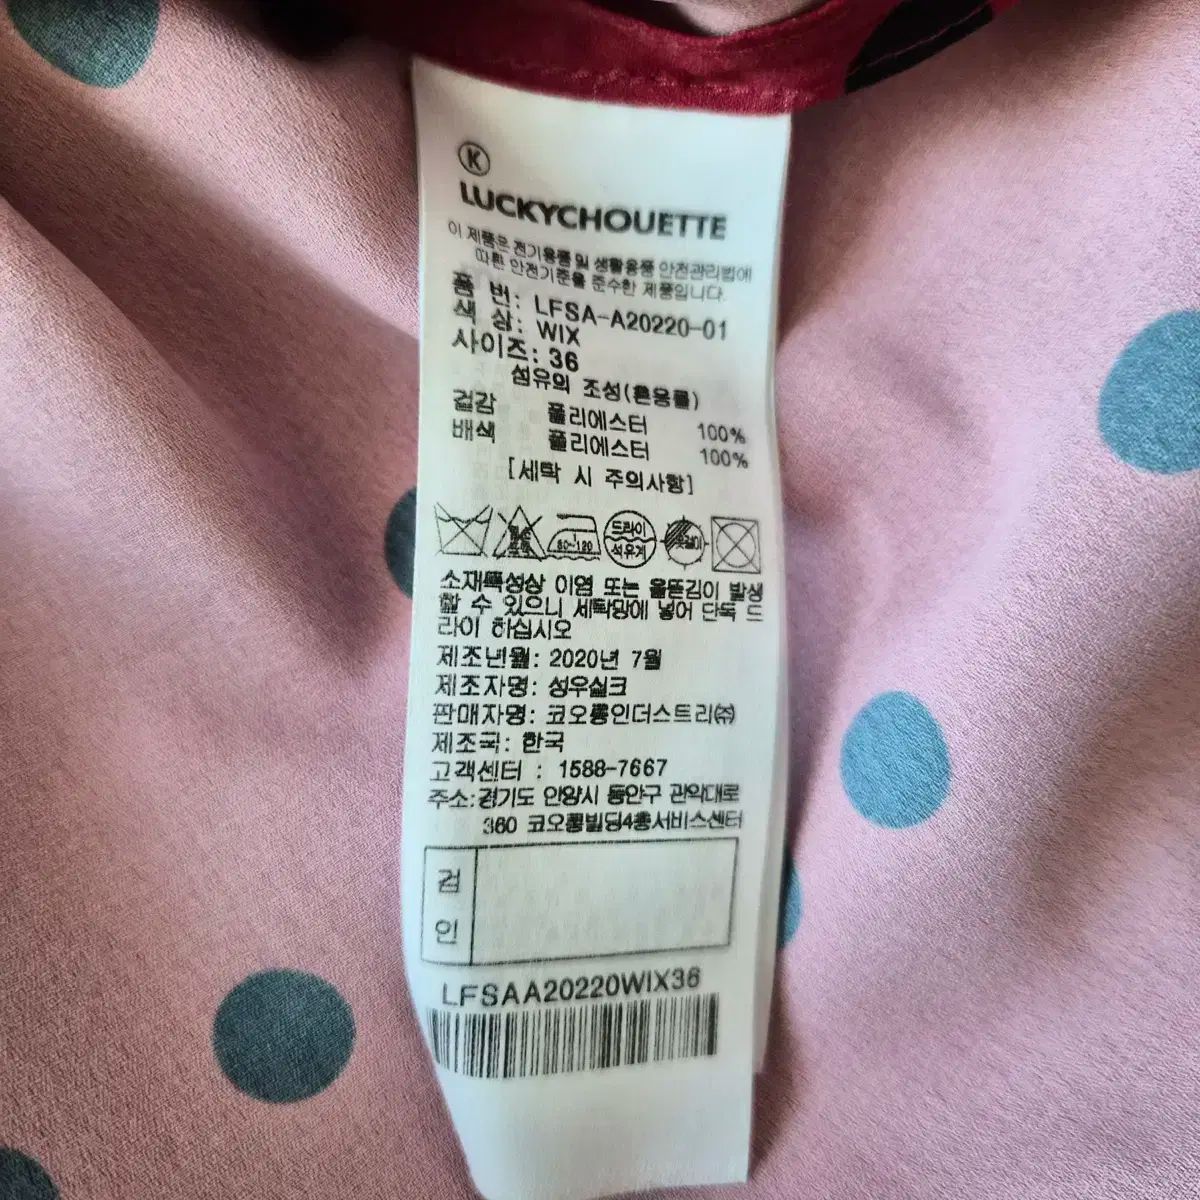 K
LUCKYCHOUETTE
이 제품은 전기용품 및 생활용품 안전관리법에
따른 안전기준을 준수한 제품입니다.
품 번: LFSA-A20220-01
색 상: WIX
사이즈: 36
섬유의 조성(혼용률)
겉감 폴리에스터 100%
배색 폴리에스터 100%
[세탁 시 주의사항]
80~120 드라이 석유계 옷걸이
소재특성상 이염 또는 올뜯김이 발생
할 수 있으니 세탁망에 넣어 단독 드
라이 하십시오
제조년월: 2020년 7월
제조자명: 성우실크
판매자명: 코오롱인더스트리㈜
제조국: 한국
고객센터 : 1588-7667
주소:경기도 안양시 동안구 관악대로
360 코오롱빌딩4층서비스센터
검
인
LFSAA20220WIX36